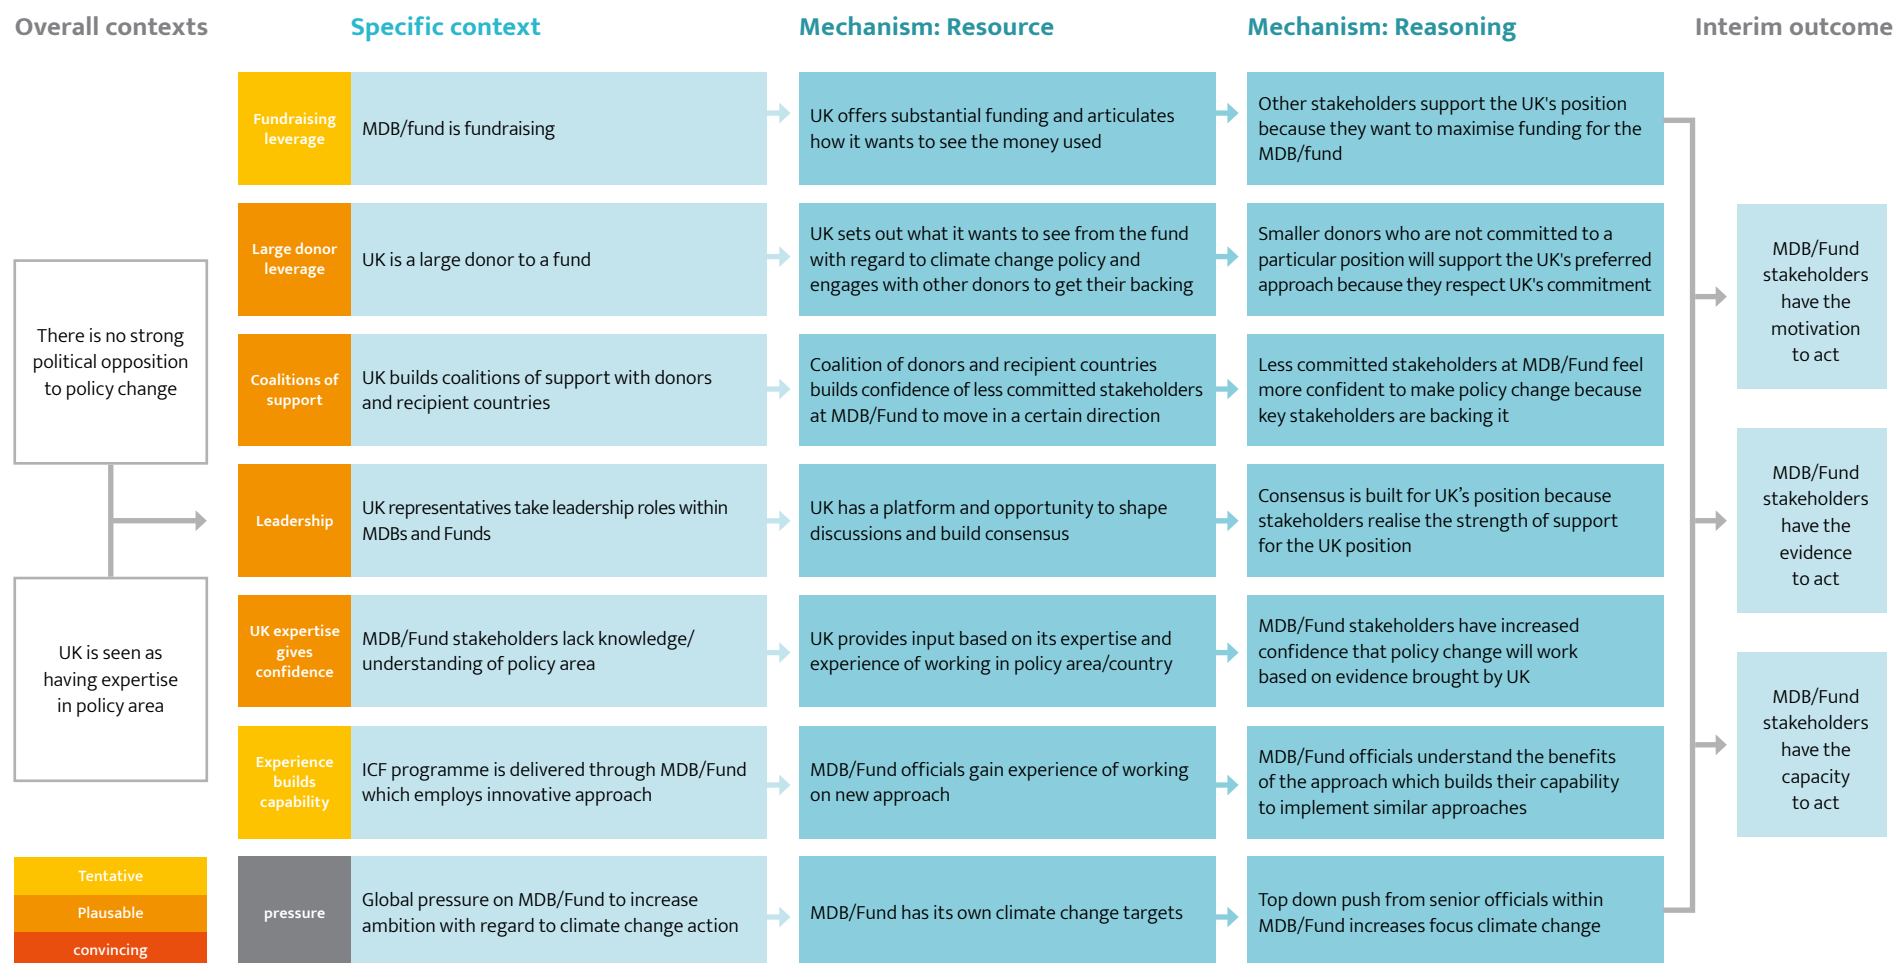 Overall contexts
Specific context
Mechanism: Resource
Mechanism: Reasoning
Interim outcome
There is no strong
political opposition
to policy change
UK is seen as
having expertise
in policy area
Fundraising
leverage
MDB/fund is fundraising
UK offers substantial funding and articulates
how it wants to see the money used
Other stakeholders support the UK's position
because they want to maximise funding for the
MDB/fund
Large donor
leverage
UK is a large donor to a fund
UK sets out what it wants to see from the fund
with regard to climate change policy and
engages with other donors to get their backing
Smaller donors who are not committed to a
particular position will support the UK's preferred
approach because they respect UK's commitment
Coalitions of
support
UK builds coalitions of support with donors
and recipient countries
Coalition of donors and recipient countries
builds confidence of less committed stakeholders
at MDB/Fund to move in a certain direction
Less committed stakeholders at MDB/Fund feel
more confident to make policy change because
key stakeholders are backing it
Leadership
UK representatives take leadership roles within
MDBs and Funds
UK has a platform and opportunity to shape
discussions and build consensus
Consensus is built for UK’s position because
stakeholders realise the strength of support
for the UK position
UK expertise
gives
confidence
MDB/Fund stakeholders lack knowledge/
understanding of policy area
UK provides input based on its expertise and
experience of working in policy area/country
MDB/Fund stakeholders have increased
confidence that policy change will work
based on evidence brought by UK
Experience
builds
capability
ICF programme is delivered through MDB/Fund
which employs innovative approach
MDB/Fund officials gain experience of working
on new approach
MDB/Fund officials understand the benefits
of the approach which builds their capability
to implement similar approaches
pressure
Global pressure on MDB/Fund to increase
ambition with regard to climate change action
MDB/Fund has its own climate change targets
Top down push from senior officials within
MDB/Fund increases focus climate change
MDB/Fund
stakeholders
have the
motivation
to act
MDB/Fund
stakeholders
have the
evidence
to act
MDB/Fund
stakeholders
have the
capacity
to act
Tentative
Plausable
convincing